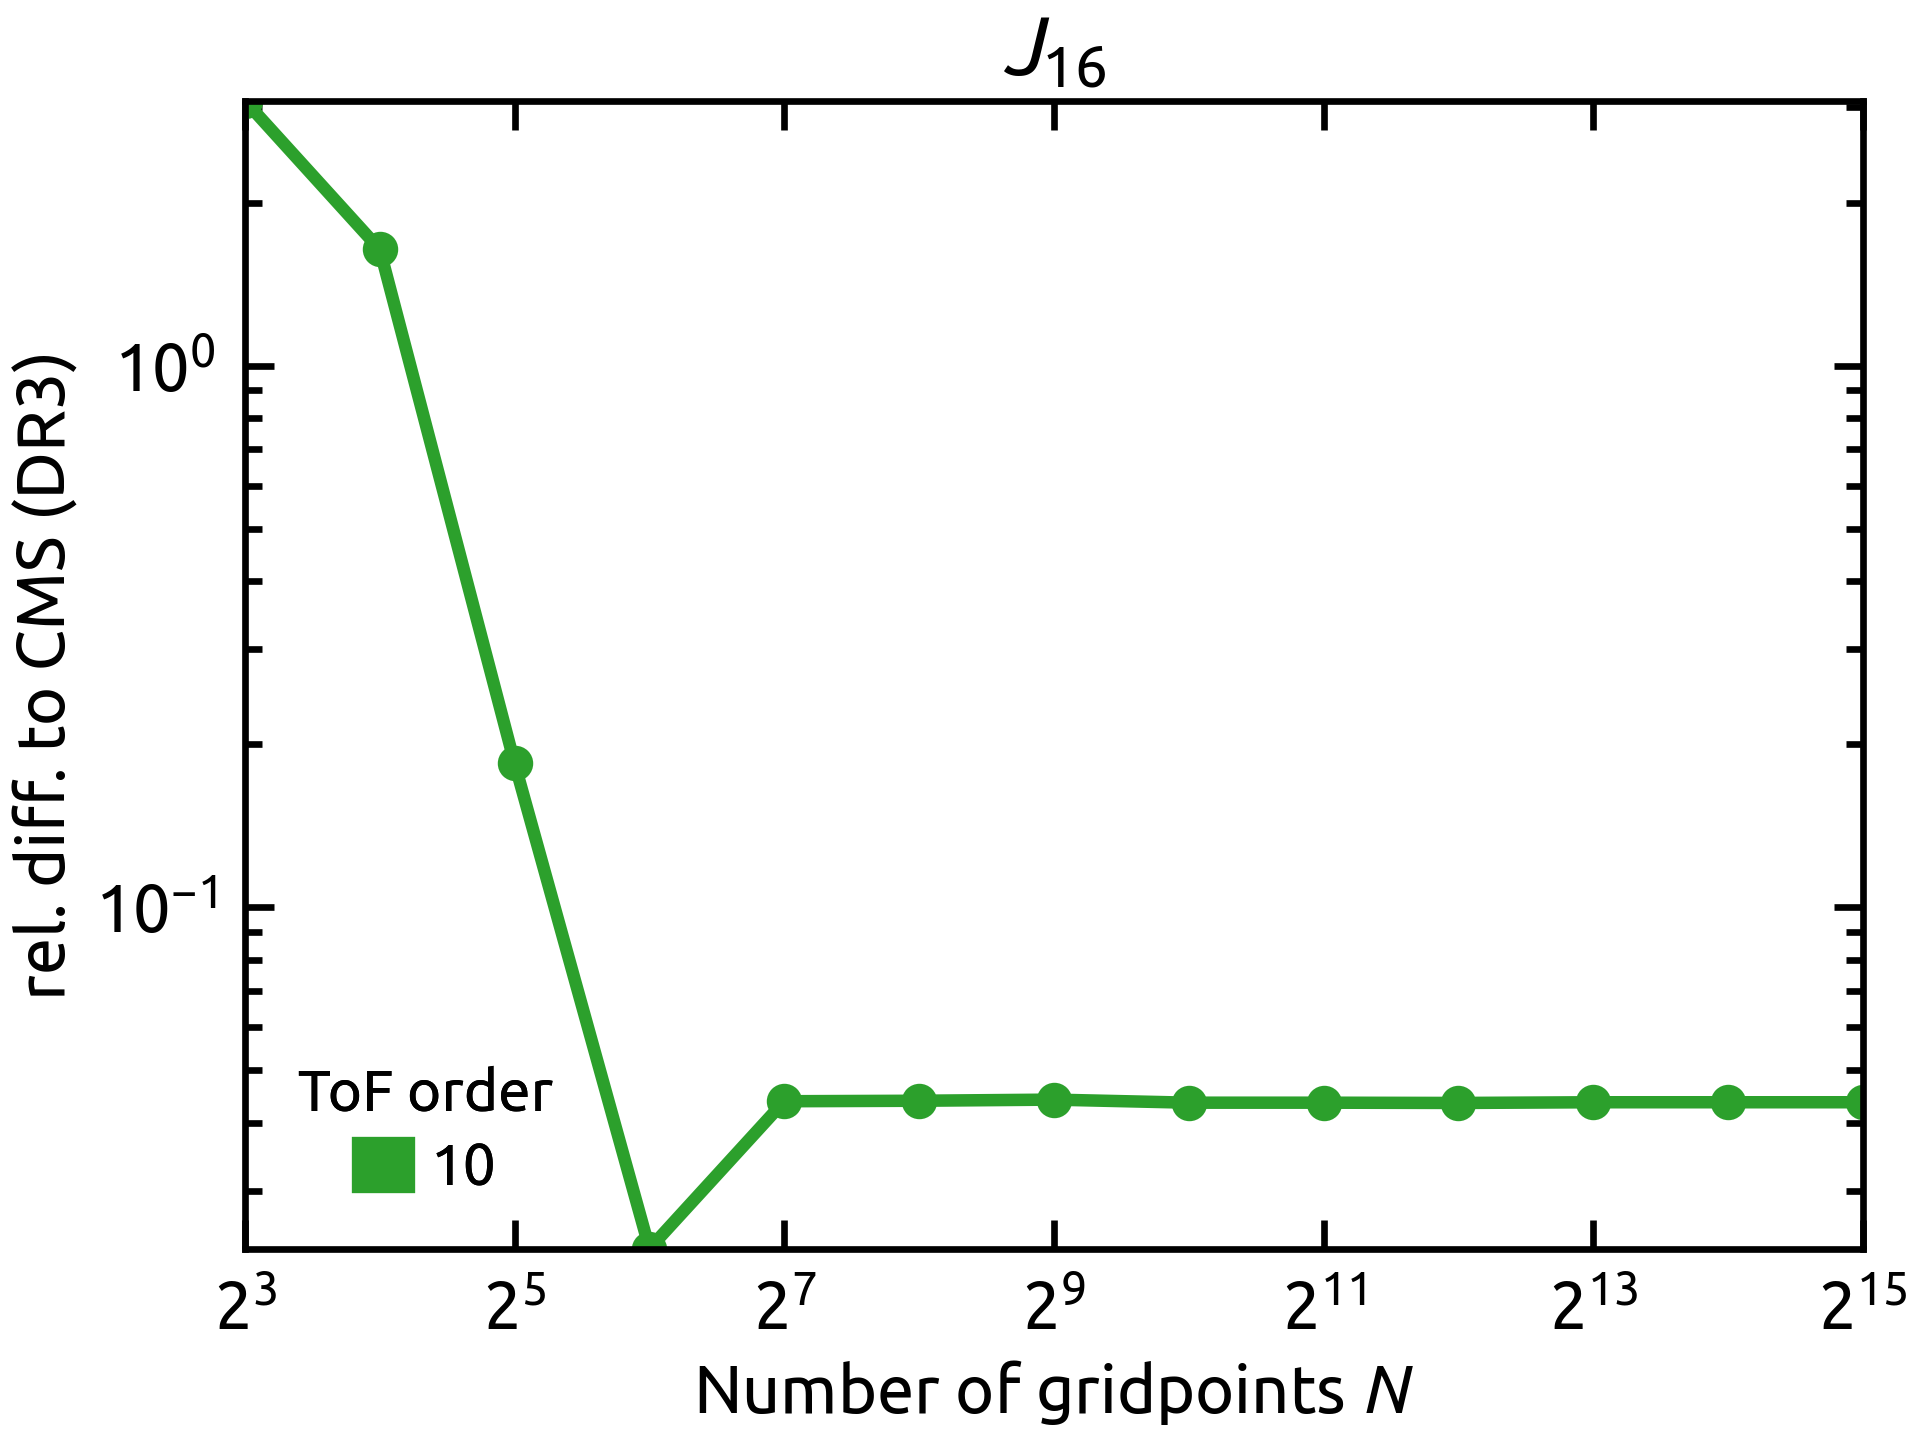 J₁₆
rel. diff. to CMS (DR3)
10⁰
10⁻¹
ToF order
10
2³ 2⁵ 2⁷ 2⁹ 2¹¹ 2¹³ 2¹⁵
Number of gridpoints N